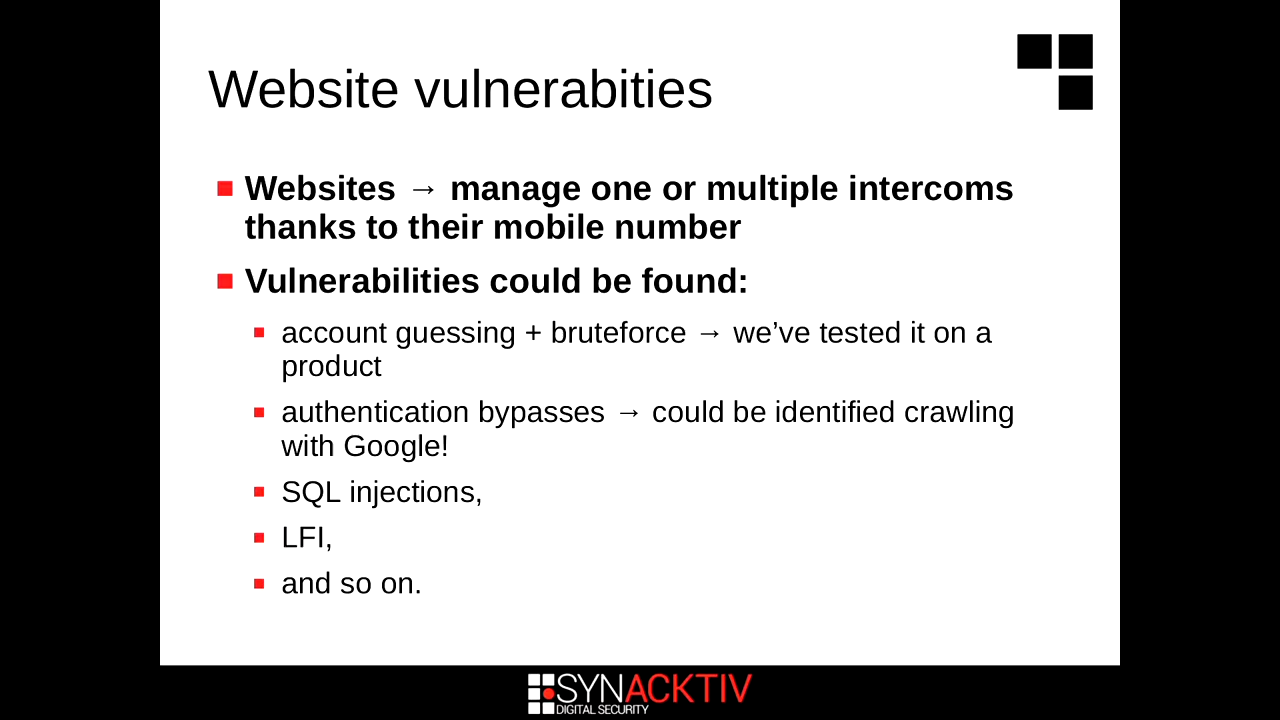 Website vulnerabities
Websites → manage one or multiple intercoms
thanks to their mobile number
Vulnerabilities could be found:
account guessing + bruteforce → we’ve tested it on a
product
authentication bypasses → could be identified crawling
with Google!
SQL injections,
LFI,
and so on.
SYNACKTIV
DIGITAL SECURITY